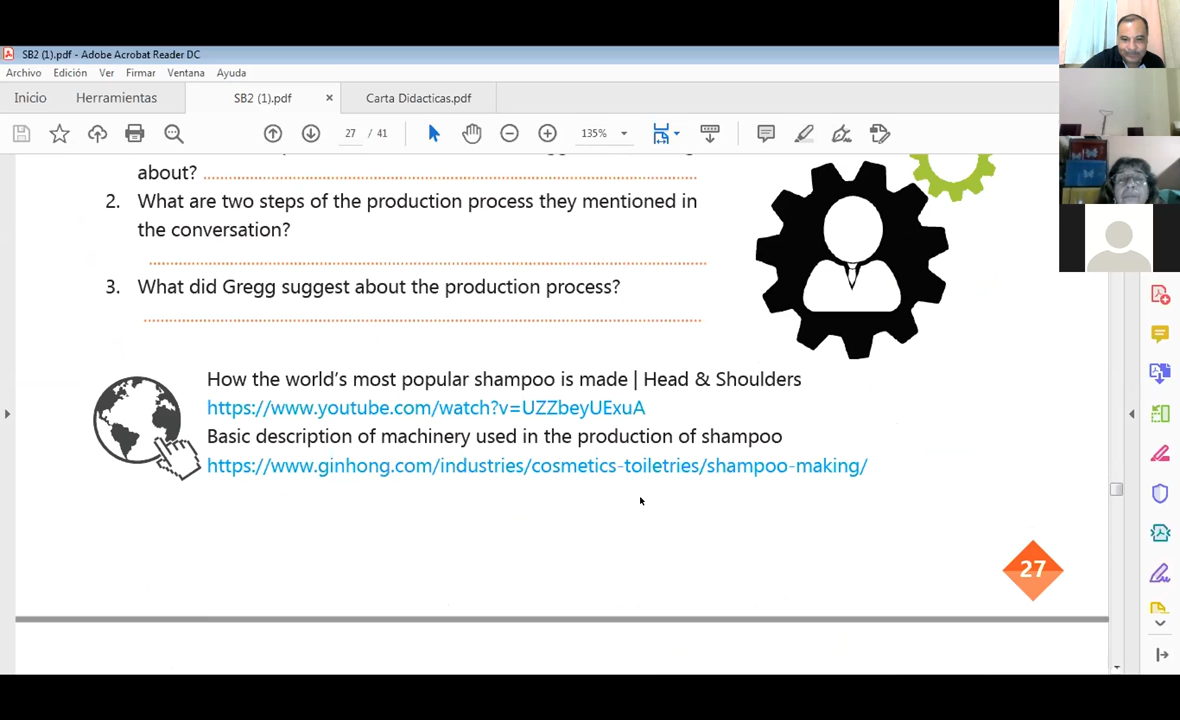 SB2 (1).pdf - Adobe Acrobat Reader DC
Archivo Edición Ver Firmar Ventana Ayuda
Inicio Herramientas SB2 (1).pdf × Carta Didacticas.pdf
27 / 41 135%
about?
2. What are two steps of the production process they mentioned in
the conversation?
3. What did Gregg suggest about the production process?
How the world's most popular shampoo is made | Head & Shoulders
https://www.youtube.com/watch?v=UZZbeyUExuA
Basic description of machinery used in the production of shampoo
https://www.ginhong.com/industries/cosmetics-toiletries/shampoo-making/
27